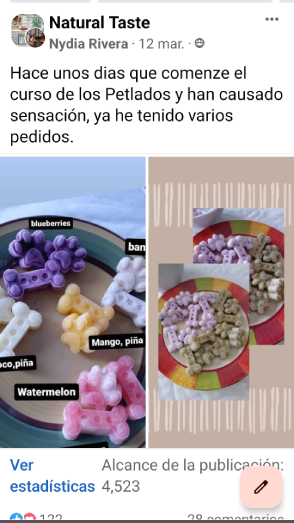 Natural Taste
Nydia Rivera · 12 mar. ·
Hace unos dias que comenze el
curso de los Petlados y han causado
sensación, ya he tenido varios
pedidos.
blueberries
ban
Mango, piña
oco,piña
Watermelon
Ver
estadísticas
Alcance de la publicación:
4,523
122
28 comentarios